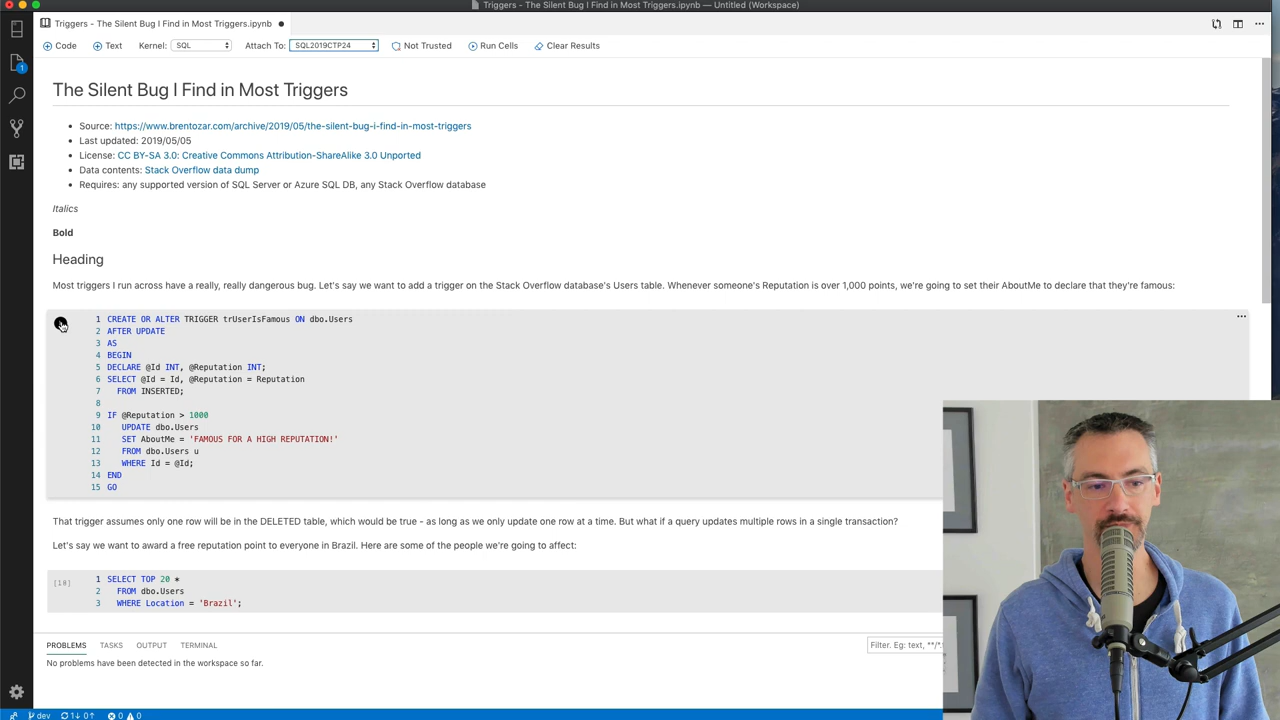 Triggers - The Silent Bug I Find in Most Triggers.ipynb — Untitled (Workspace)
Triggers - The Silent Bug I Find in Most Triggers.ipynb
Code Text Kernel: SQL Attach To: SQL2019CTP24 Not Trusted Run Cells Clear Results
1
The Silent Bug I Find in Most Triggers
Source: https://www.brentozar.com/archive/2019/05/the-silent-bug-i-find-in-most-triggers
Last updated: 2019/05/05
License: CC BY-SA 3.0: Creative Commons Attribution-ShareAlike 3.0 Unported
Data contents: Stack Overflow data dump
Requires: any supported version of SQL Server or Azure SQL DB, any Stack Overflow database
Italics
Bold
Heading
Most triggers I run across have a really, really dangerous bug. Let's say we want to add a trigger on the Stack Overflow database's Users table. Whenever someone's Reputation is over 1,000 points, we're going to set their AboutMe to declare that they're famous:
1 CREATE OR ALTER TRIGGER trUserIsFamous ON dbo.Users
2 AFTER UPDATE
3 AS
4 BEGIN
5 DECLARE @Id INT, @Reputation INT;
6 SELECT @Id = Id, @Reputation = Reputation
7 FROM INSERTED;
8
9 IF @Reputation > 1000
10 UPDATE dbo.Users
11 SET AboutMe = 'FAMOUS FOR A HIGH REPUTATION!'
12 FROM dbo.Users u
13 WHERE Id = @Id;
14 END
15 GO
That trigger assumes only one row will be in the DELETED table, which would be true - as long as we only update one row at a time. But what if a query updates multiple rows in a single transaction?
Let's say we want to award a free reputation point to everyone in Brazil. Here are some of the people we're going to affect:
[18] 1 SELECT TOP 20 *
2 FROM dbo.Users
3 WHERE Location = 'Brazil';
PROBLEMS TASKS OUTPUT TERMINAL Filter. Eg: text, **/*.
No problems have been detected in the workspace so far.
dev 1↓ 0↑ 0 0